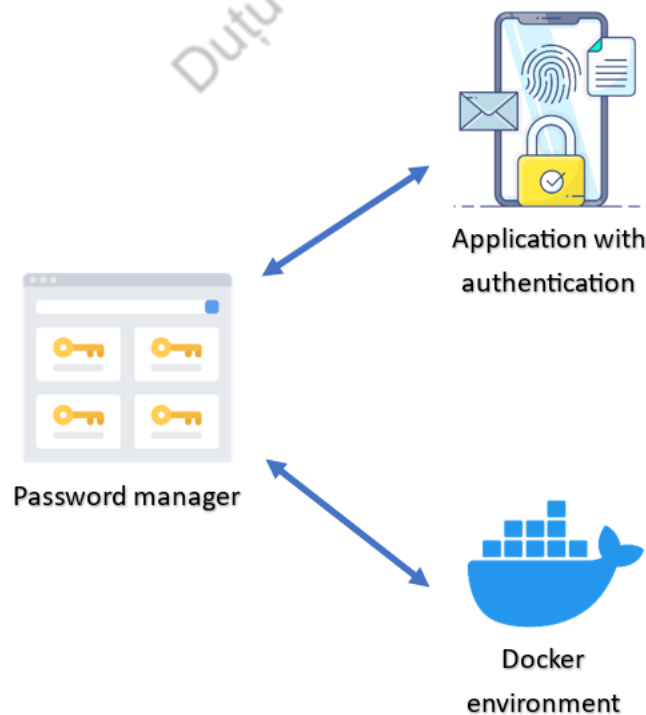 Duțu
Application with
authentication
Password manager
Docker
environment